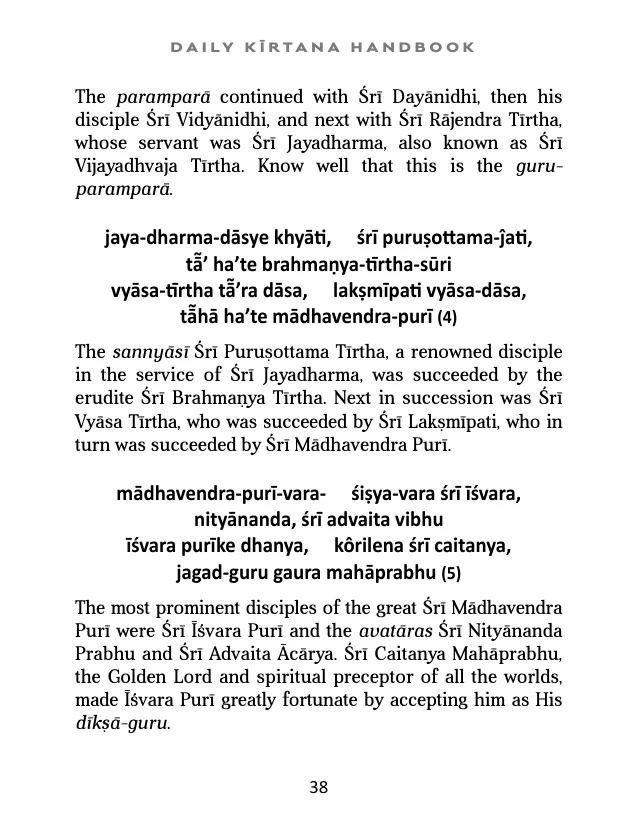 DAILY KĪRTANA HANDBOOK
The paramparā continued with Śrī Dayānidhi, then his
disciple Śrī Vidyānidhi, and next with Śrī Rājendra Tīrtha,
whose servant was Śrī Jayadharma, also known as Śrī
Vijayadhvaja Tīrtha. Know well that this is the guru-
paramparā.
jaya-dharma-dāsye khyāti, śrī puruṣottama-ĵati,
tā̃’ ha’te brahmaṇya-tīrtha-sūri
vyāsa-tīrtha tā̃’ra dāsa, lakṣmīpati vyāsa-dāsa,
tā̃hā ha’te mādhavendra-purī (4)
The sannyāsī Śrī Puruṣottama Tīrtha, a renowned disciple
in the service of Śrī Jayadharma, was succeeded by the
erudite Śrī Brahmaṇya Tīrtha. Next in succession was Śrī
Vyāsa Tīrtha, who was succeeded by Śrī Lakṣmīpati, who in
turn was succeeded by Śrī Mādhavendra Purī.
mādhavendra-purī-vara- śiṣya-vara śrī īśvara,
nityānanda, śrī advaita vibhu
īśvara purīke dhanya, kôrilena śrī caitanya,
jagad-guru gaura mahāprabhu (5)
The most prominent disciples of the great Śrī Mādhavendra
Purī were Śrī Īśvara Purī and the avatāras Śrī Nityānanda
Prabhu and Śrī Advaita Ācārya. Śrī Caitanya Mahāprabhu,
the Golden Lord and spiritual preceptor of all the worlds,
made Īśvara Purī greatly fortunate by accepting him as His
dīkṣā-guru.
38